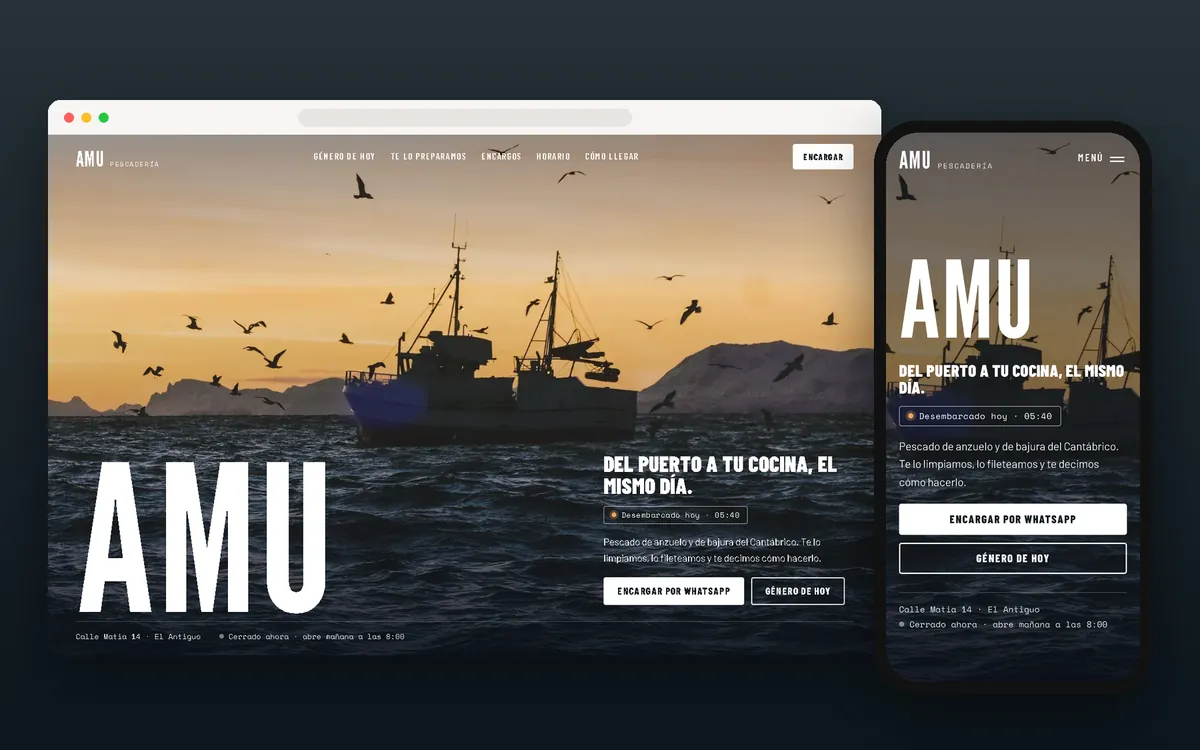 AMU PESCADERÍA
GÉNERO DE HOY TE LO PREPARAMOS ENCARGOS HORARIO CÓMO LLEGAR
ENCARGAR
AMU
DEL PUERTO A TU COCINA, EL
MISMO DÍA.
Desembarcado hoy · 05:40
Pescado de anzuelo y de bajura del Cantábrico. Te lo
limpiamos, lo fileteamos y te decimos cómo hacerlo.
ENCARGAR POR WHATSAPP
GÉNERO DE HOY
Calle Matia 14 · El Antiguo
Cerrado ahora · abre mañana a las 8:00
AMU PESCADERÍA
MENÚ
AMU
DEL PUERTO A TU COCINA, EL MISMO
DÍA.
Desembarcado hoy · 05:40
Pescado de anzuelo y de bajura del Cantábrico.
Te lo limpiamos, lo fileteamos y te decimos
cómo hacerlo.
ENCARGAR POR WHATSAPP
GÉNERO DE HOY
Calle Matia 14 · El Antiguo
Cerrado ahora · abre mañana a las 8:00